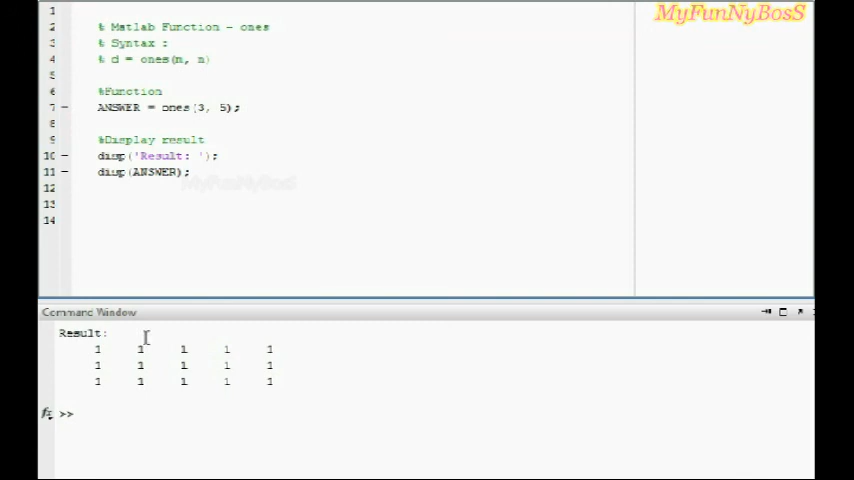 MyFunNyBosS
1
2 % Matlab Function - ones
3 % Syntax :
4 % d = ones(m, n)
5
6 %Function
7 ANSWER = ones(3, 5);
8
9 %Display result
10 disp('Result: ');
11 disp(ANSWER);
MyFunNyBosS
12
13
14
Command Window
Result:
1 1 1 1 1
1 1 1 1 1
1 1 1 1 1
fx >>